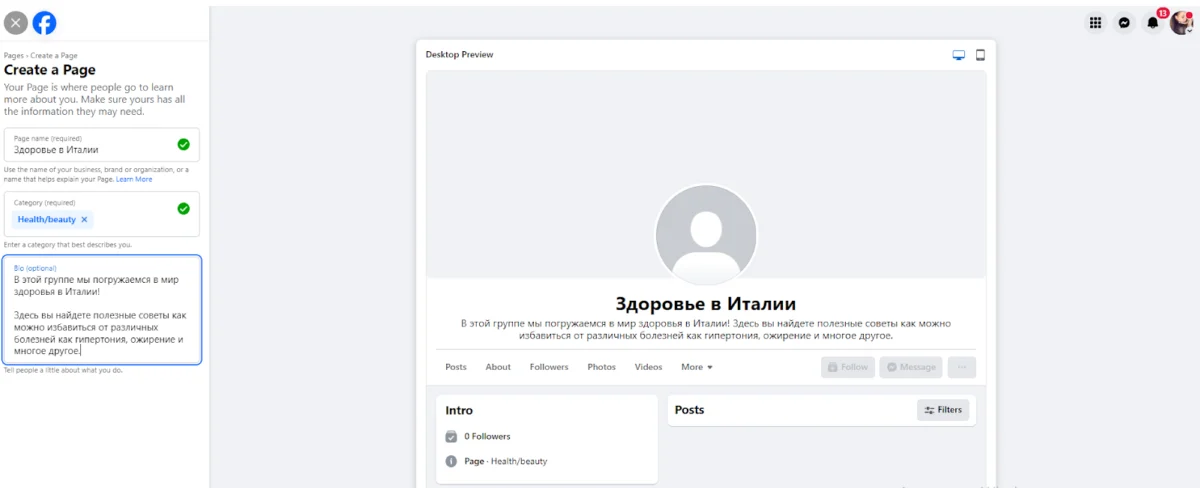 13
Pages › Create a Page
Create a Page
Your Page is where people go to learn
more about you. Make sure yours has all
the information they may need.
Page name (required)
Здоровье в Италии
Use the name of your business, brand or organization, or a
name that helps explain your Page. Learn More
Category (required)
Health/beauty
Enter a category that best describes you.
Bio (optional)
В этой группе мы погружаемся в мир
здоровья в Италии!
Здесь вы найдете полезные советы как
можно избавиться от различных
болезней как гипертония, ожирение и
многое другое.
Tell people a little about what you do.
Desktop Preview
Здоровье в Италии
В этой группе мы погружаемся в мир здоровья в Италии! Здесь вы найдете полезные советы как можно
избавиться от различных болезней как гипертония, ожирение и многое другое.
Posts About Followers Photos Videos More
Follow Message
Intro
0 Followers
Page · Health/beauty
Posts
Filters